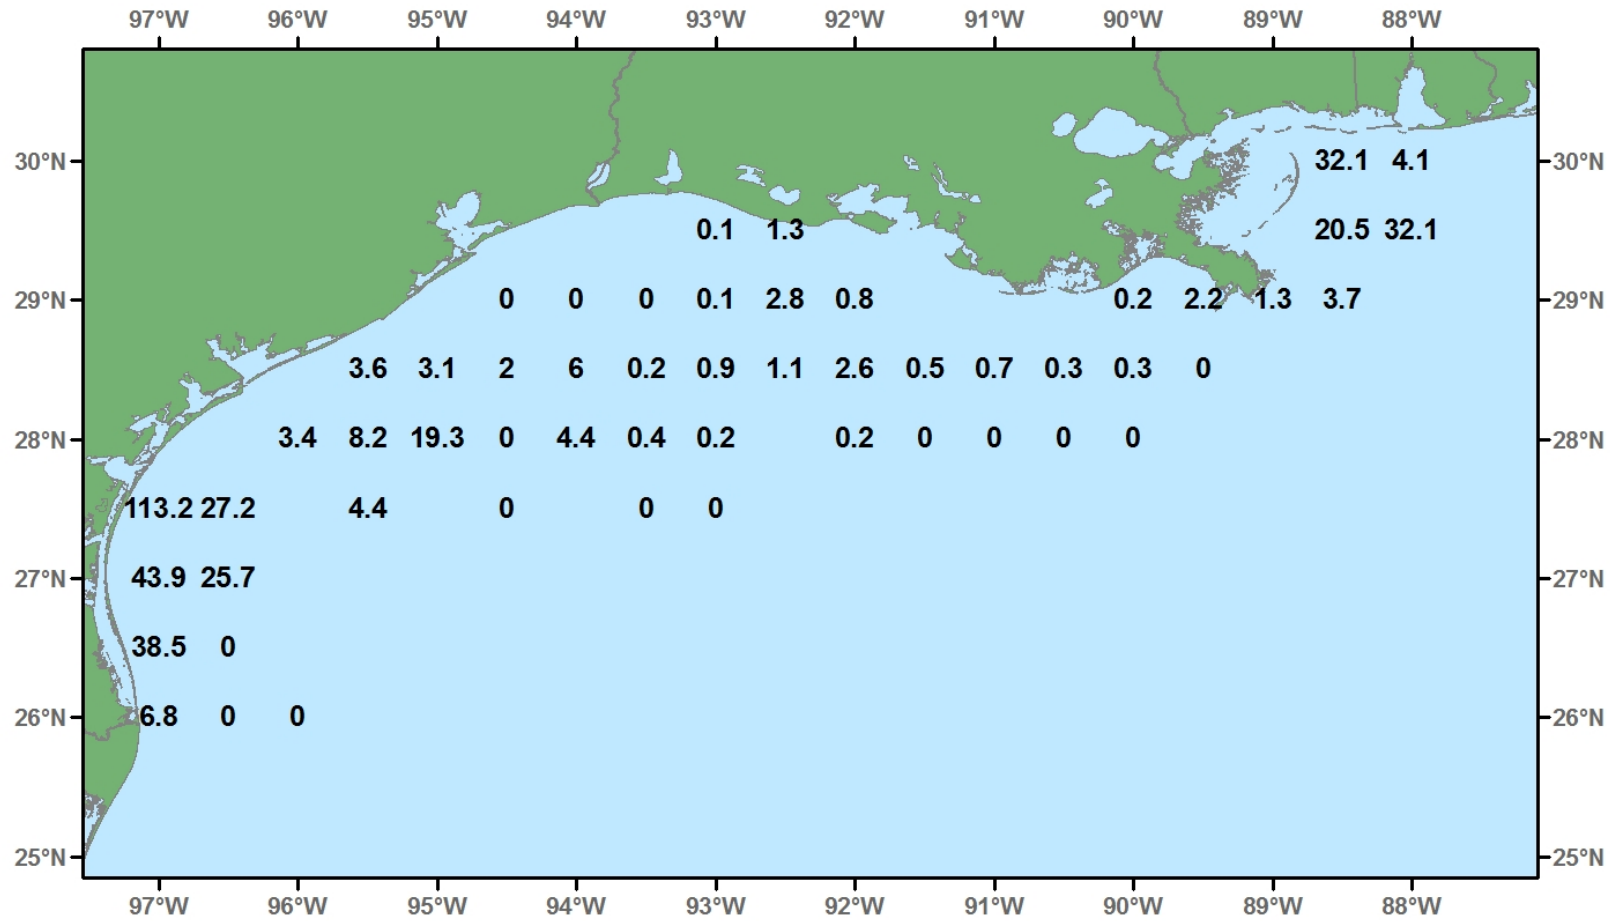 97°W 96°W 95°W 94°W 93°W 92°W 91°W 90°W 89°W 88°W
30°N 32.1 4.1 30°N
0.1 1.3 20.5 32.1
29°N 0 0 0 0.1 2.8 0.8 0.2 2.2 1.3 3.7 29°N
3.6 3.1 2 6 0.2 0.9 1.1 2.6 0.5 0.7 0.3 0.3 0
28°N 3.4 8.2 19.3 0 4.4 0.4 0.2 0.2 0 0 0 0 28°N
113.2 27.2 4.4 0 0 0
27°N 43.9 25.7 27°N
38.5 0
26°N 6.8 0 0 26°N
25°N 25°N
97°W 96°W 95°W 94°W 93°W 92°W 91°W 90°W 89°W 88°W